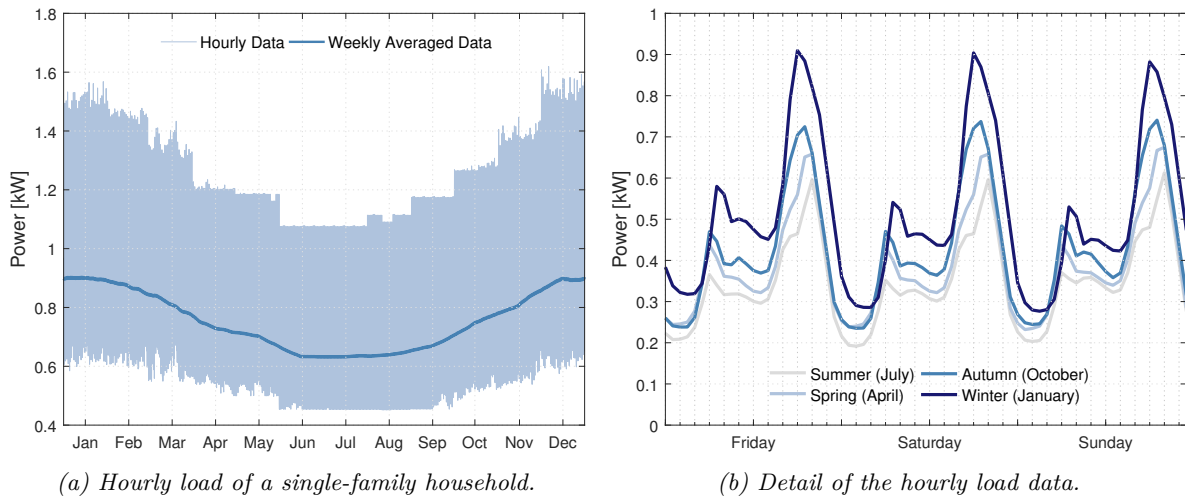 1.8
1.6
1.4
1.2
1
0.8
0.6
0.4
Power [kW]
Hourly Data
Weekly Averaged Data
Jan Feb Mar Apr May Jun Jul Aug Sep Oct Nov Dec
(a) Hourly load of a single-family household.
1
0.9
0.8
0.7
0.6
0.5
0.4
0.3
0.2
0.1
0
Power [kW]
Summer (July)
Autumn (October)
Spring (April)
Winter (January)
Friday Saturday Sunday
(b) Detail of the hourly load data.